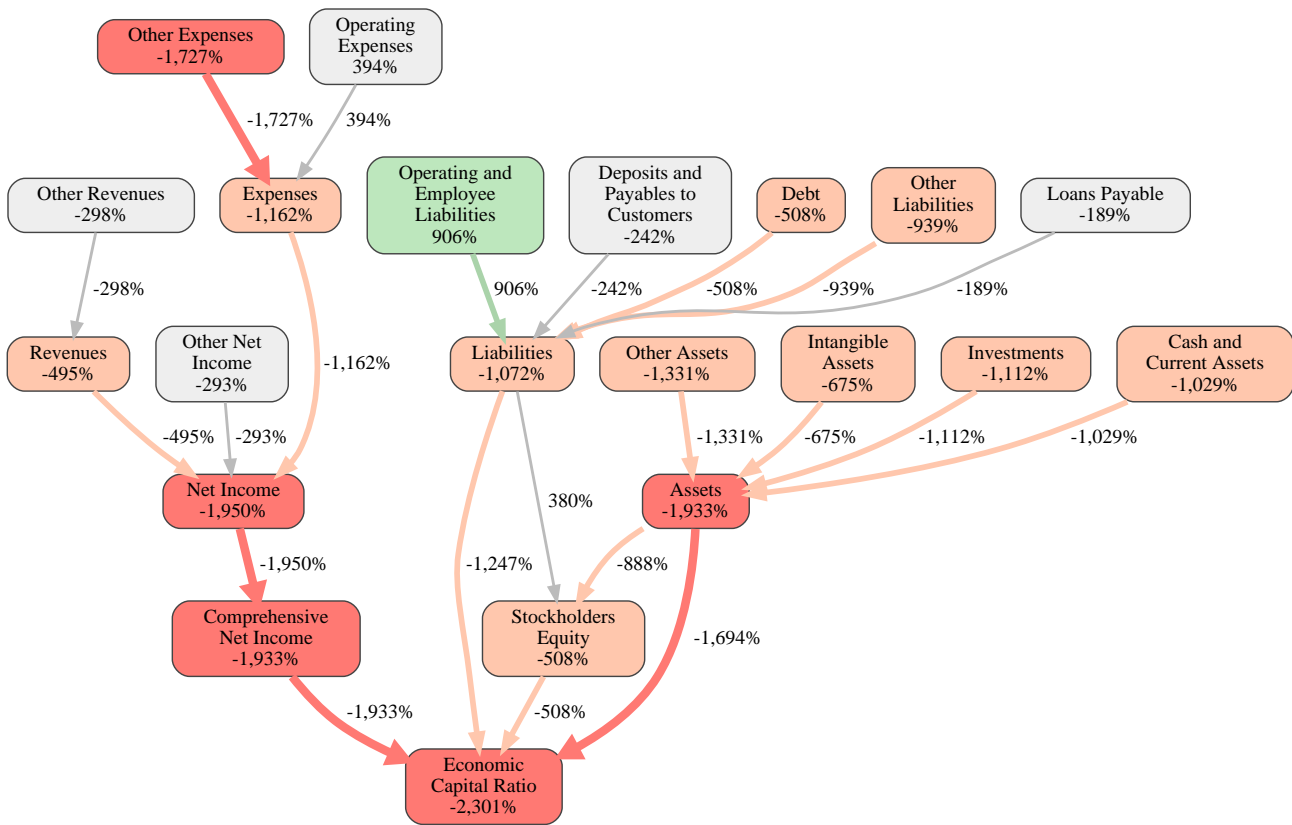 Other Expenses
-1,727%
Operating
Expenses
394%
-1,727%
394%
Other Revenues
-298%
Expenses
-1,162%
Operating and
Employee
Liabilities
906%
Deposits and
Payables to
Customers
-242%
Debt
-508%
Other
Liabilities
-939%
Loans Payable
-189%
-298%
906%
-242%
-508%
-939%
-189%
Revenues
-495%
Other Net
Income
-293%
-1,162%
Liabilities
-1,072%
Other Assets
-1,331%
Intangible
Assets
-675%
Investments
-1,112%
Cash and
Current Assets
-1,029%
-495%
-293%
-1,331%
-675%
-1,112%
-1,029%
Net Income
-1,950%
380%
Assets
-1,933%
-1,950%
-1,247%
-888%
Comprehensive
Net Income
-1,933%
Stockholders
Equity
-508%
-1,694%
-1,933%
-508%
Economic
Capital Ratio
-2,301%